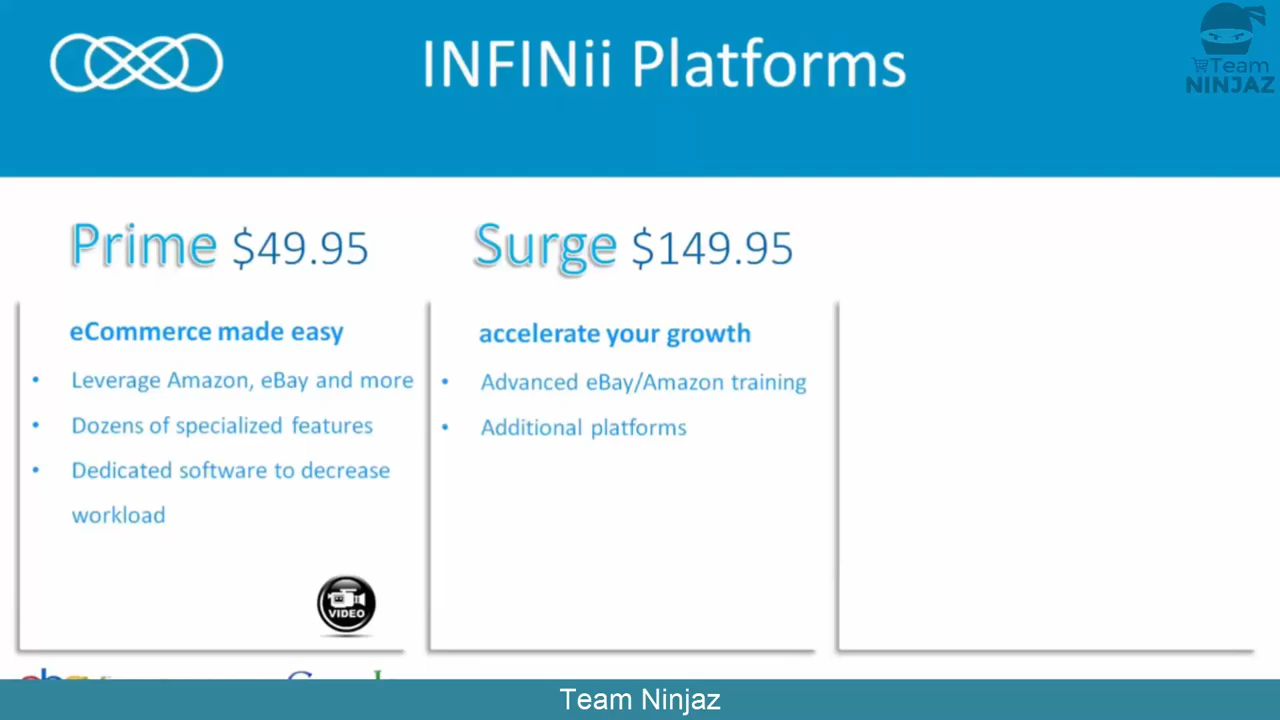 INFINii Platforms
Team
NINJAZ
Prime $49.95
Surge $149.95
eCommerce made easy
• Leverage Amazon, eBay and more
• Dozens of specialized features
• Dedicated software to decrease
workload
VIDEO
accelerate your growth
• Advanced eBay/Amazon training
• Additional platforms
Team Ninjaz